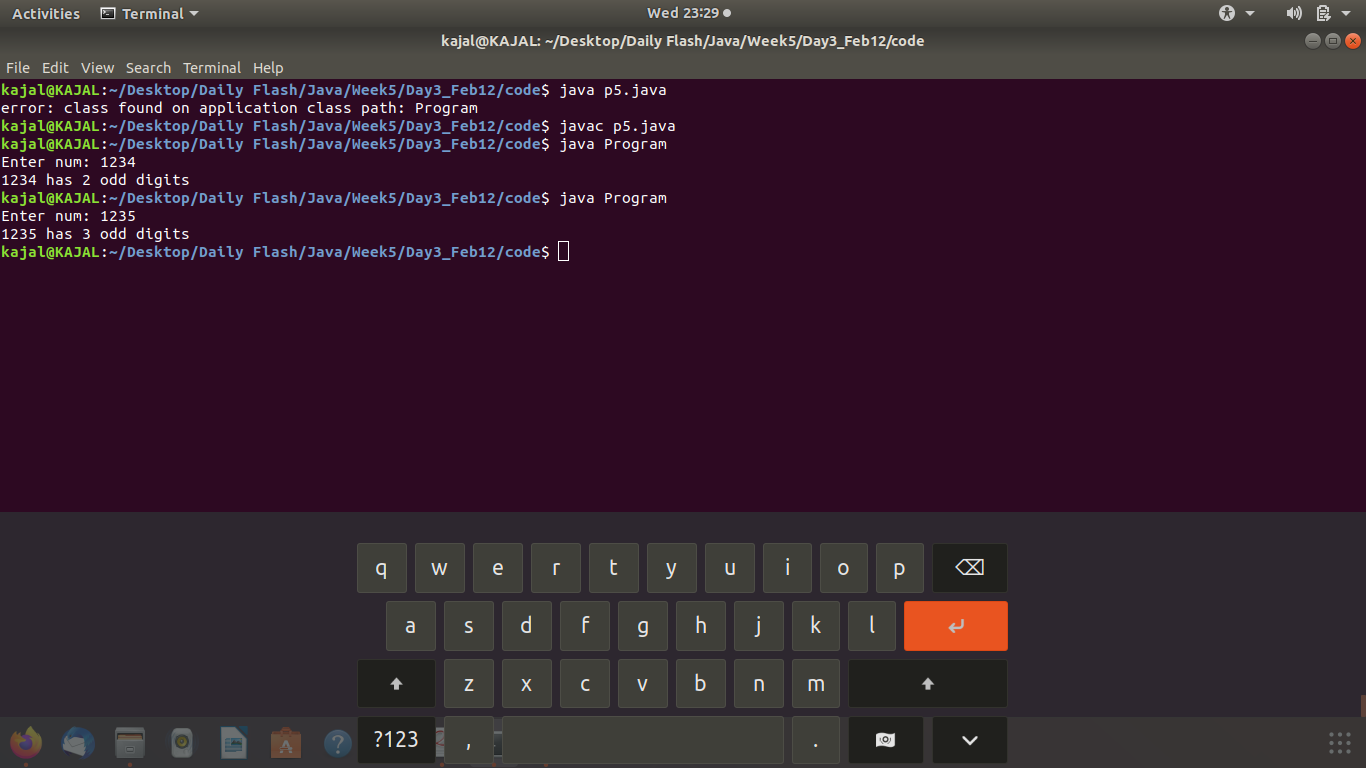 Activities Terminal Wed 23:29
kajal@KAJAL: ~/Desktop/Daily Flash/Java/Week5/Day3_Feb12/code
File Edit View Search Terminal Help
kajal@KAJAL:~/Desktop/Daily Flash/Java/Week5/Day3_Feb12/code$ java p5.java
error: class found on application class path: Program
kajal@KAJAL:~/Desktop/Daily Flash/Java/Week5/Day3_Feb12/code$ javac p5.java
kajal@KAJAL:~/Desktop/Daily Flash/Java/Week5/Day3_Feb12/code$ java Program
Enter num: 1234
1234 has 2 odd digits
kajal@KAJAL:~/Desktop/Daily Flash/Java/Week5/Day3_Feb12/code$ java Program
Enter num: 1235
1235 has 3 odd digits
kajal@KAJAL:~/Desktop/Daily Flash/Java/Week5/Day3_Feb12/code$
q w e r t y u i o p
a s d f g h j k l
z x c v b n m
?123 , .